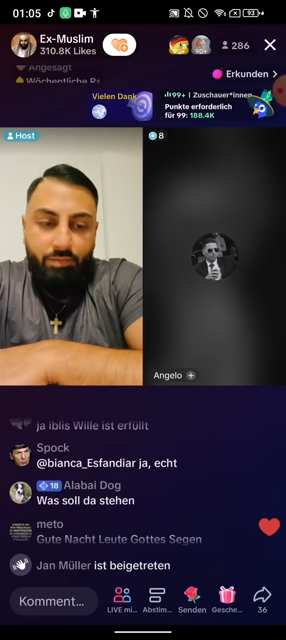 01:05
93
Ex-Muslim
310.8K Likes
286
Angesagt
Erkunden >
Wöchentliche Ra
Vielen Dank
99+ | Zuschauer*innen
Punkte erforderlich
für 99: 188.4K
Host
8
Angelo +
ja iblis Wille ist erfüllt
Spock
@bianca_Esfandiar ja, echt
18 Alabai Dog
Was soll da stehen
meto
Gute Nacht Leute Gottes Segen
Jan Müller ist beigetreten
Komment...
LIVE mi...
Abstim...
Senden
Gesche...
36